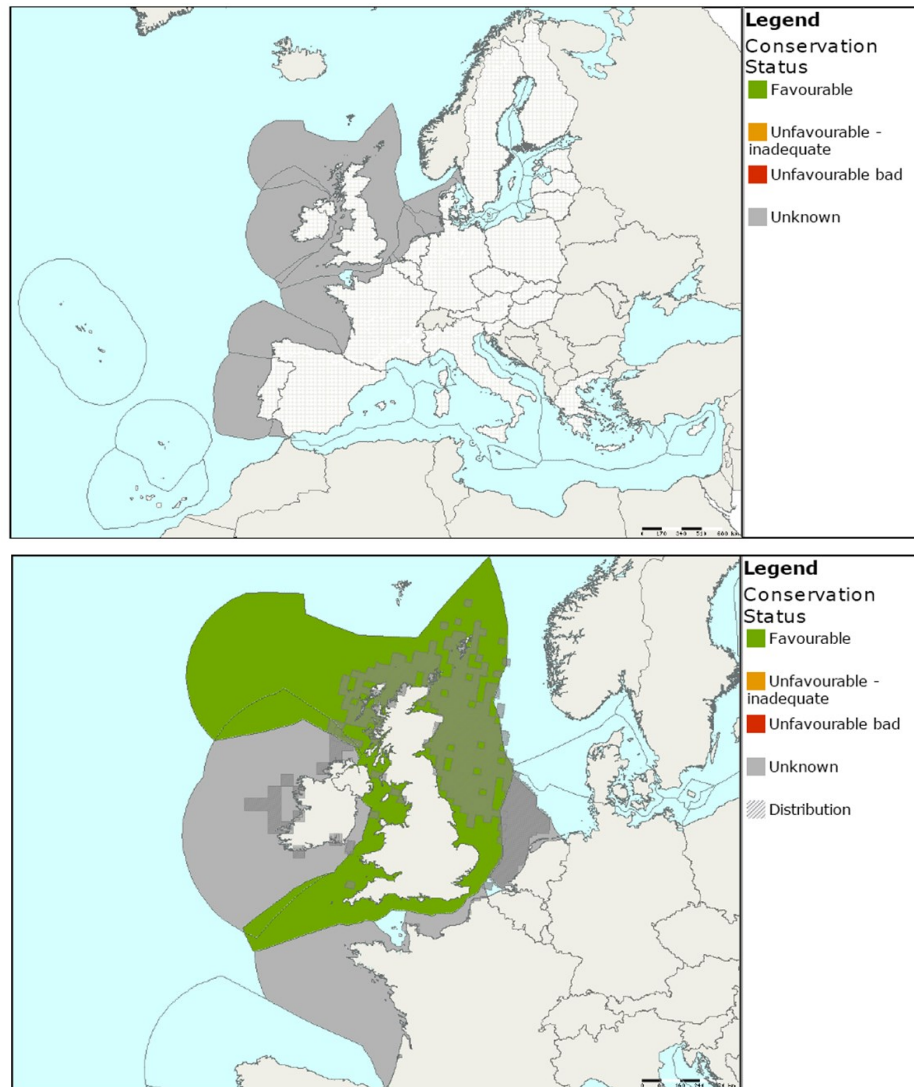 Legend
Conservation
Status
Favourable
Unfavourable -
inadequate
Unfavourable bad
Unknown
Legend
Conservation
Status
Favourable
Unfavourable -
inadequate
Unfavourable bad
Unknown
Distribution